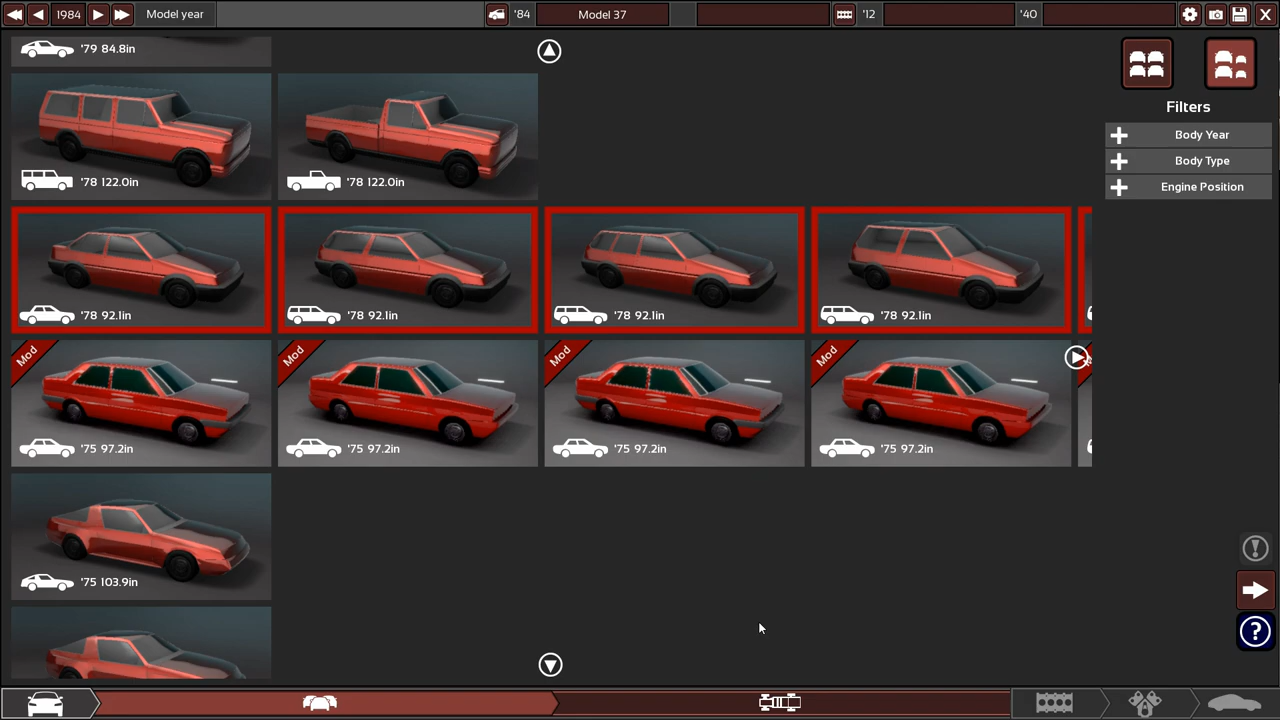 1984
Model year
'84
Model 37
'12
'40
'79 84.8in
Filters
Body Year
Body Type
Engine Position
'78 122.0in
'78 122.0in
'78 92.1in
'78 92.1in
'78 92.1in
'78 92.1in
Mod
Mod
Mod
Mod
'75 97.2in
'75 97.2in
'75 97.2in
'75 97.2in
'75 103.9in